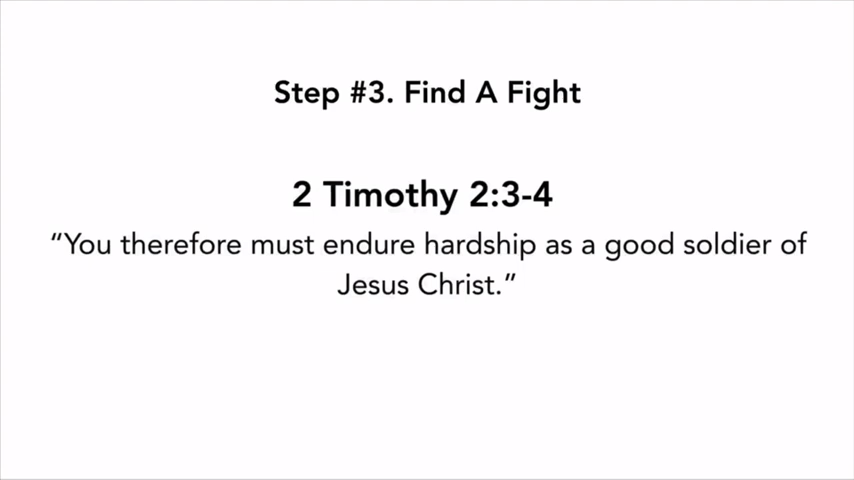 Step #3. Find A Fight
2 Timothy 2:3-4
“You therefore must endure hardship as a good soldier of
Jesus Christ.”